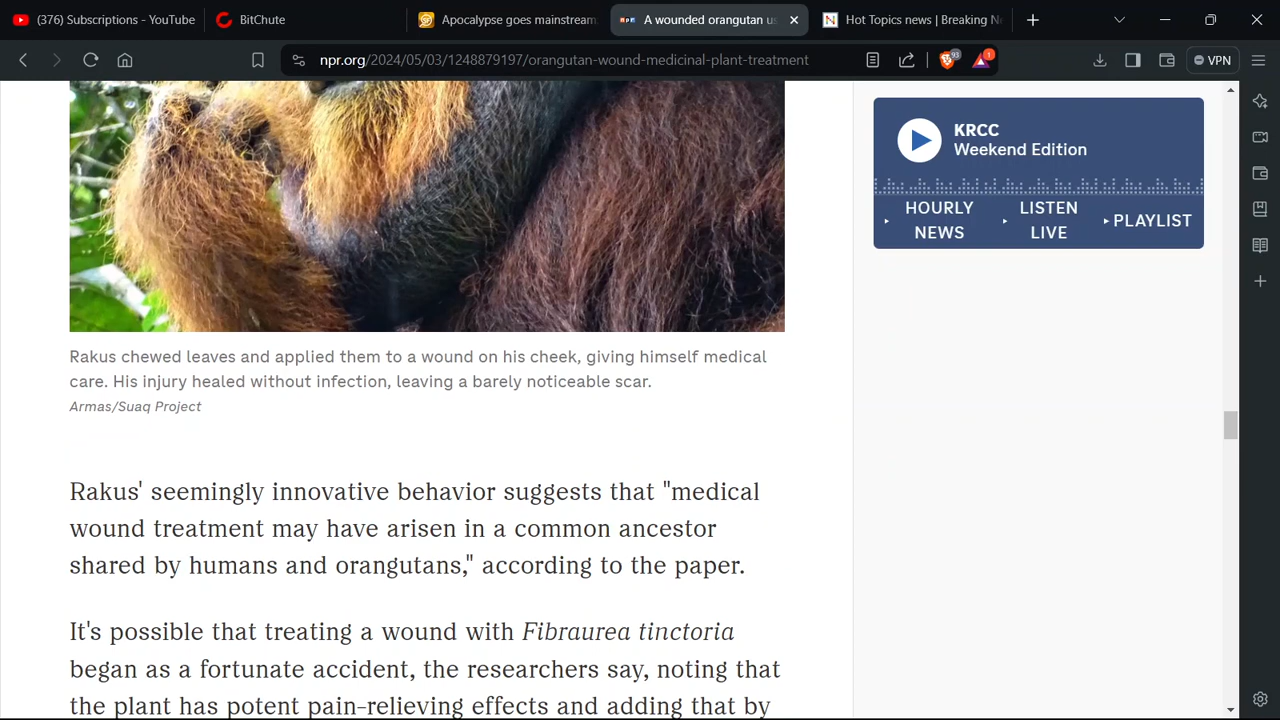 (376) Subscriptions - YouTube
BitChute
Apocalypse goes mainstream
A wounded orangutan us
Hot Topics news | Breaking N
npr.org/2024/05/03/1248879197/orangutan-wound-medicinal-plant-treatment
93
1
VPN
KRCC
Weekend Edition
HOURLY NEWS
LISTEN LIVE
PLAYLIST
Rakus chewed leaves and applied them to a wound on his cheek, giving himself medical
care. His injury healed without infection, leaving a barely noticeable scar.
Armas/Suaq Project
Rakus' seemingly innovative behavior suggests that "medical
wound treatment may have arisen in a common ancestor
shared by humans and orangutans," according to the paper.
It's possible that treating a wound with Fibraurea tinctoria
began as a fortunate accident, the researchers say, noting that
the plant has potent pain-relieving effects and adding that by